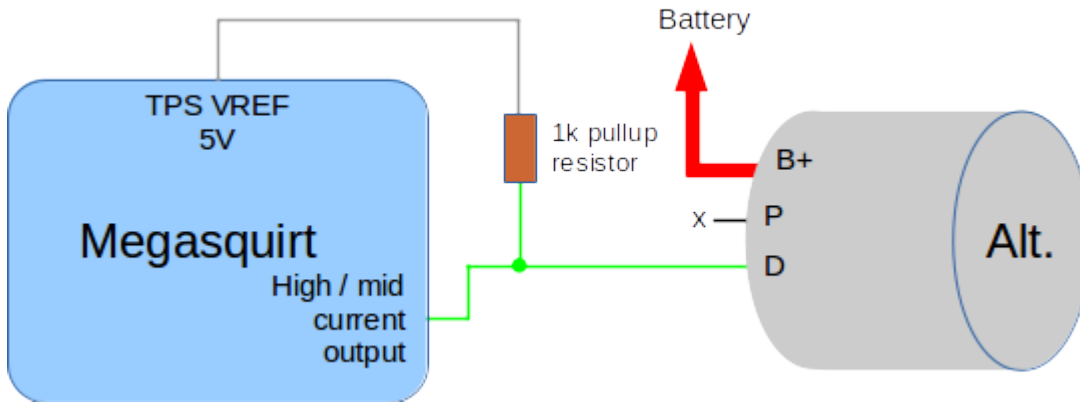 Battery
TPS VREF
5V
1k pullup
resistor
B+
x
P
Megasquirt
Alt.
D
High / mid
current
output